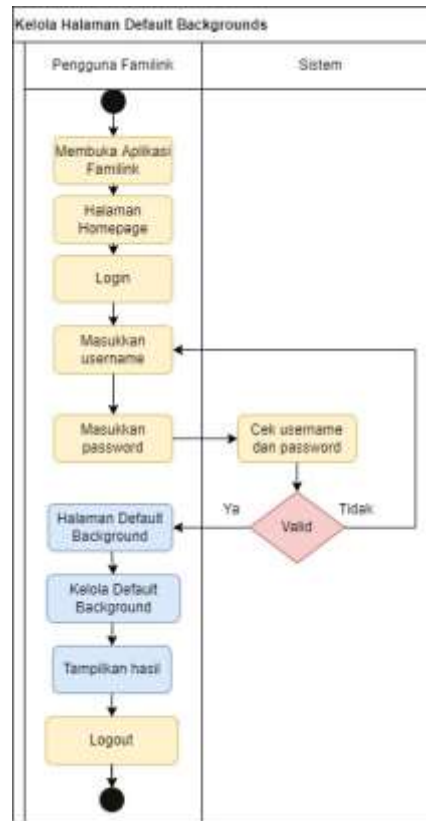 Kelola Halaman Default Backgrounds
Pengguna Familink
Sistem
Membuka Aplikasi
Familink
Halaman
Homepage
Login
Masukkan
username
Masukkan
password
Cek username
dan password
Ya
Valid
Tidak
Halaman Default
Background
Kelola Default
Background
Tampilkan hasil
Logout